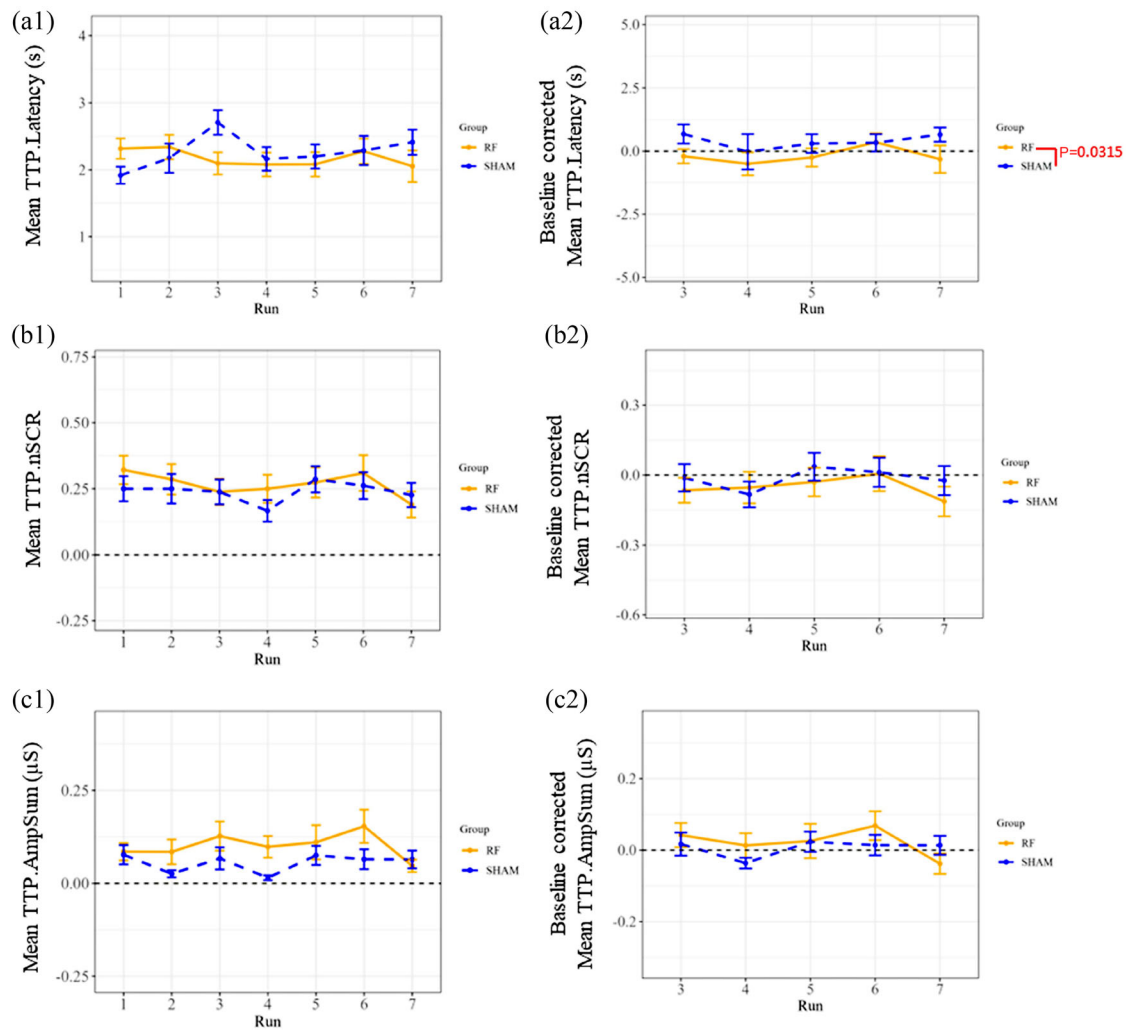 (a1)
Mean TTP.Latency (s)
4
3
2
1
1 2 3 4 5 6 7
Run
Group
RF
SHAM
(a2)
Baseline corrected
Mean TTP.Latency (s)
5.0
2.5
0.0
-2.5
-5.0
3 4 5 6 7
Run
Group
RF
SHAM
P=0.0315
(b1)
Mean TTP.nSCR
0.75
0.50
0.25
0.00
-0.25
1 2 3 4 5 6 7
Run
Group
RF
SHAM
(b2)
Baseline corrected
Mean TTP.nSCR
0.3
0.0
-0.3
-0.6
3 4 5 6 7
Run
Group
RF
SHAM
(c1)
Mean TTP.AmpSum (µS)
0.25
0.00
-0.25
1 2 3 4 5 6 7
Run
Group
RF
SHAM
(c2)
Baseline corrected
Mean TTP.AmpSum (µS)
0.2
0.0
-0.2
3 4 5 6 7
Run
Group
RF
SHAM